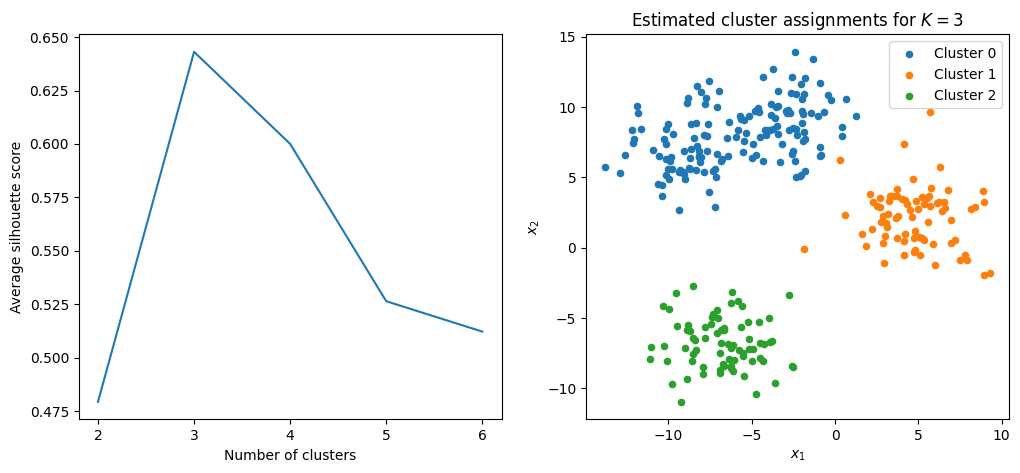 0.650
0.625
0.600
0.575
0.550
0.525
0.500
0.475
Average silhouette score
2 3 4 5 6
Number of clusters
Estimated cluster assignments for K = 3
15
10
5
0
−5
−10
x₂
Cluster 0
Cluster 1
Cluster 2
−10 −5 0 5 10
x₁